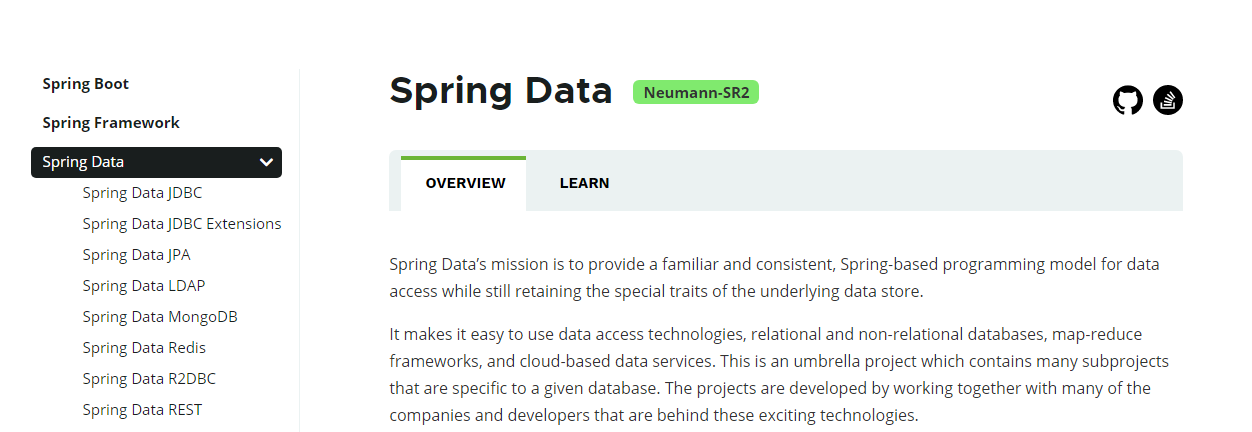 Spring Boot
Spring Framework
Spring Data
Spring Data JDBC
Spring Data JDBC Extensions
Spring Data JPA
Spring Data LDAP
Spring Data MongoDB
Spring Data Redis
Spring Data R2DBC
Spring Data REST
Spring Data Neumann-SR2
OVERVIEW LEARN
Spring Data’s mission is to provide a familiar and consistent, Spring-based programming model for data
access while still retaining the special traits of the underlying data store.
It makes it easy to use data access technologies, relational and non-relational databases, map-reduce
frameworks, and cloud-based data services. This is an umbrella project which contains many subprojects
that are specific to a given database. The projects are developed by working together with many of the
companies and developers that are behind these exciting technologies.